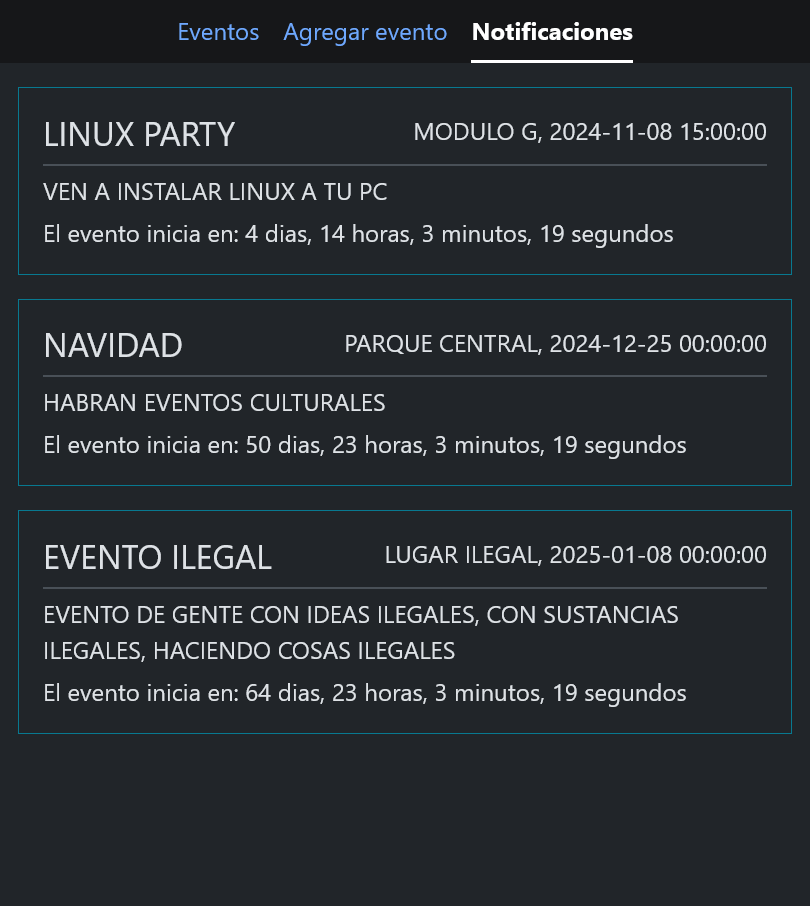 Eventos Agregar evento Notificaciones
LINUX PARTY MODULO G, 2024-11-08 15:00:00
VEN A INSTALAR LINUX A TU PC
El evento inicia en: 4 dias, 14 horas, 3 minutos, 19 segundos
NAVIDAD PARQUE CENTRAL, 2024-12-25 00:00:00
HABRAN EVENTOS CULTURALES
El evento inicia en: 50 dias, 23 horas, 3 minutos, 19 segundos
EVENTO ILEGAL LUGAR ILEGAL, 2025-01-08 00:00:00
EVENTO DE GENTE CON IDEAS ILEGALES, CON SUSTANCIAS
ILEGALES, HACIENDO COSAS ILEGALES
El evento inicia en: 64 dias, 23 horas, 3 minutos, 19 segundos